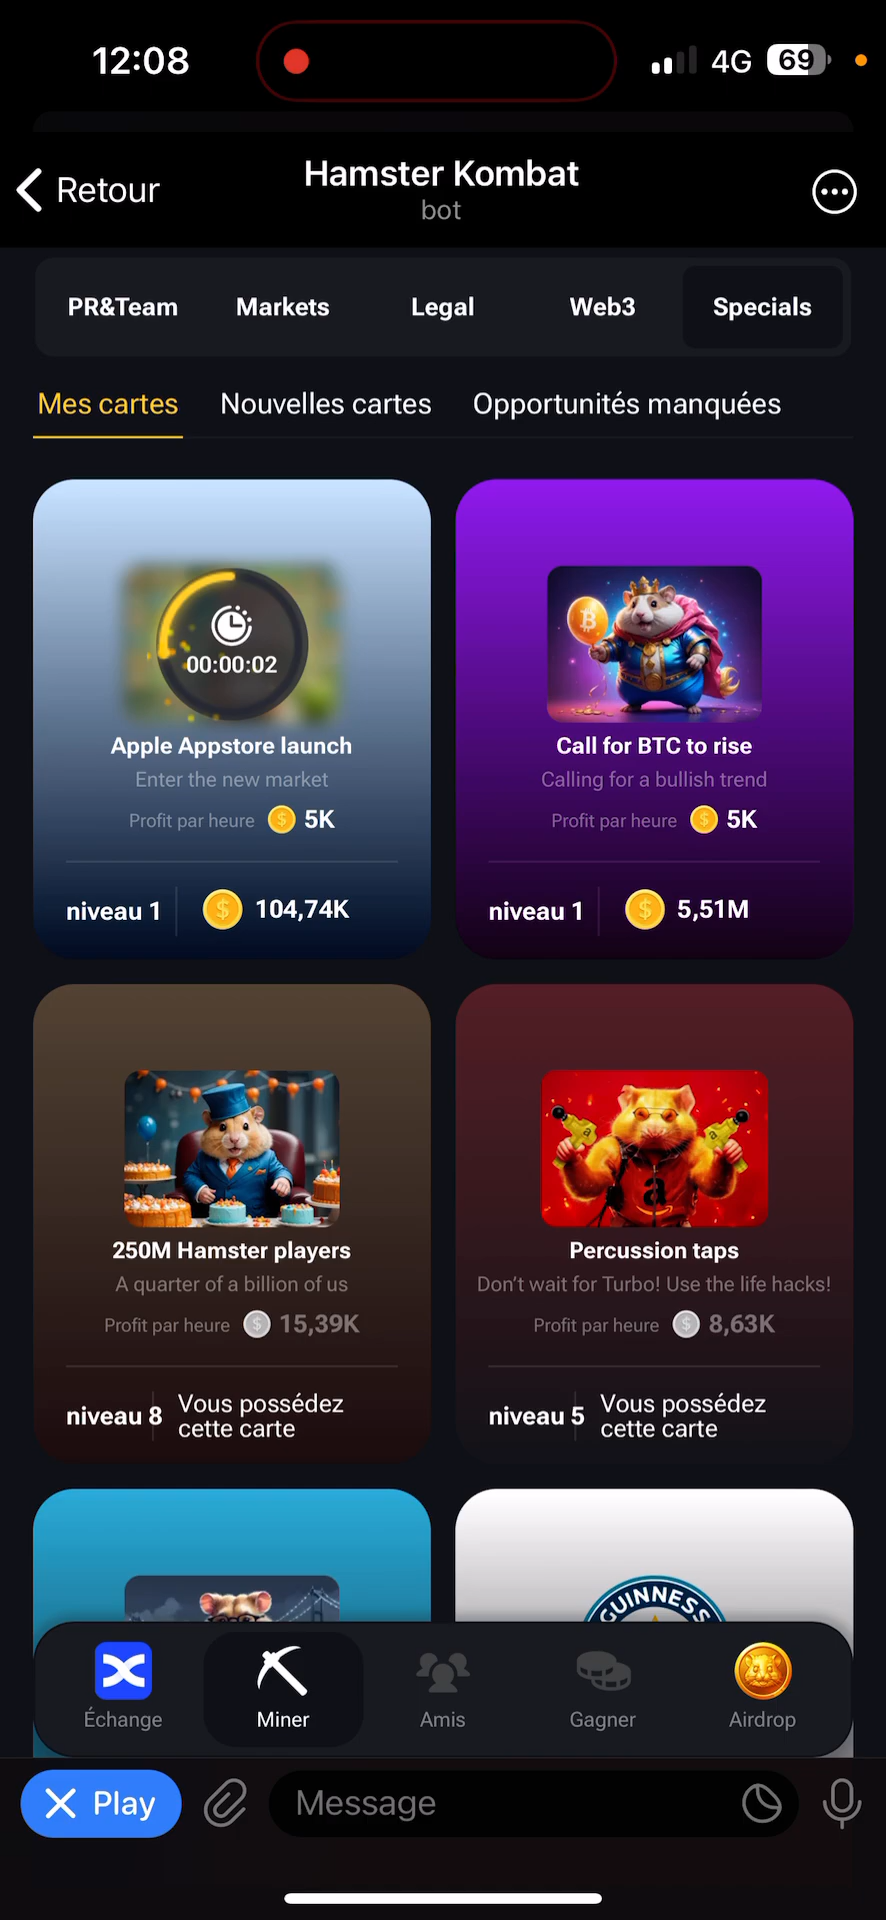 12:08
4G 69
Retour
Hamster Kombat
bot
PR&Team Markets Legal Web3 Specials
Mes cartes Nouvelles cartes Opportunités manquées
00:00:02
Apple Appstore launch
Enter the new market
Profit par heure 5K
niveau 1 104,74K
Call for BTC to rise
Calling for a bullish trend
Profit par heure 5K
niveau 1 5,51M
250M Hamster players
A quarter of a billion of us
Profit par heure 15,39K
niveau 8 Vous possédez
cette carte
a
Percussion taps
Don't wait for Turbo! Use the life hacks!
Profit par heure 8,63K
niveau 5 Vous possédez
cette carte
GUINNESS
Échange Miner Amis Gagner Airdrop
Play Message